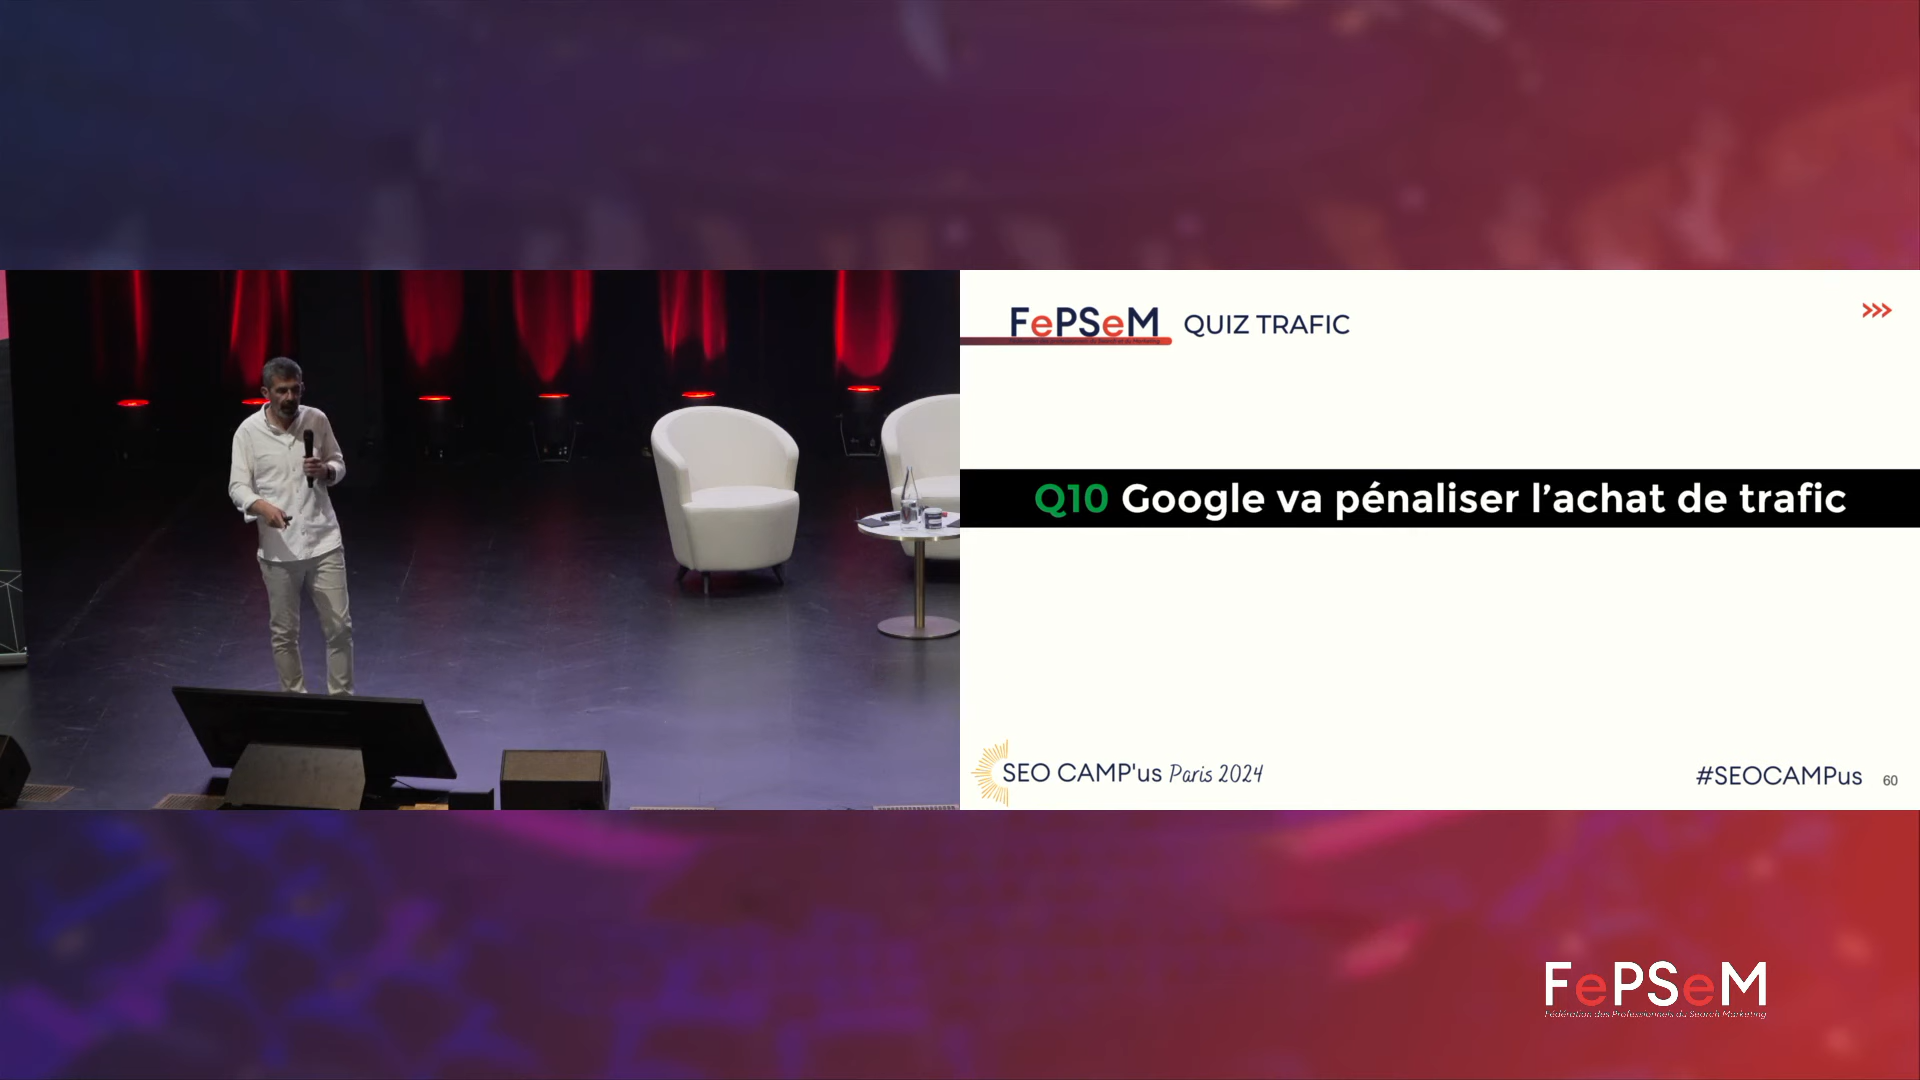 FePSeM QUIZ TRAFIC
Q10 Google va pénaliser l'achat de trafic
SEO CAMP'us Paris 2024
#SEOCAMPus 60
FePSeM
Fédération des Professionnels du Search Marketing